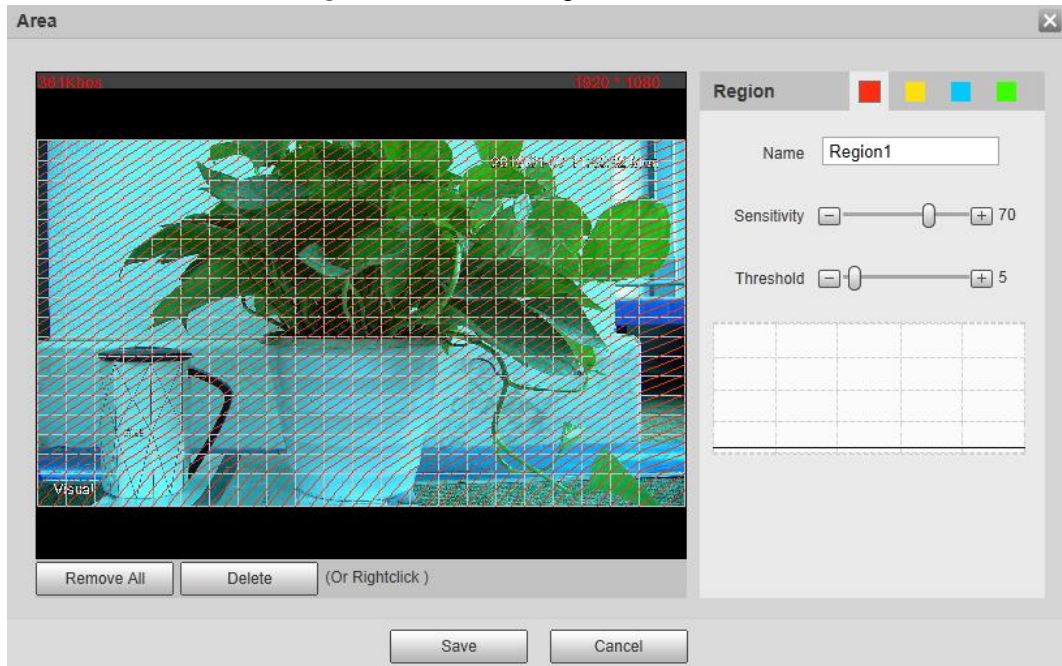 Area
361Kbps 1920 * 1080
Region
Name Region1
Sensitivity 70
Threshold 5
Visual
Remove All Delete (Or Rightclick )
Save Cancel